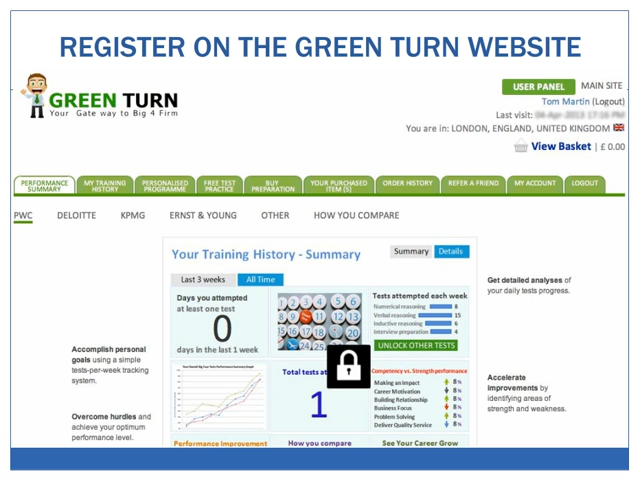 REGISTER ON THE GREEN TURN WEBSITE
GREEN TURN
Your Gate way to Big 4 Firm
USER PANEL MAIN SITE
Tom Martin (Logout)
Last visit:
You are in: LONDON, ENGLAND, UNITED KINGDOM
View Basket | £ 0.00
PERFORMANCE SUMMARY
MY TRAINING HISTORY
PERSONALISED PROGRAMME
FREE TEST PRACTICE
BUY PREPARATION
YOUR PURCHASED ITEM (S)
ORDER HISTORY
REFER A FRIEND
MY ACCOUNT
LOGOUT
PWC DELOITTE KPMG ERNST & YOUNG OTHER HOW YOU COMPARE
Your Training History - Summary
Summary Details
Last 3 weeks All Time
Days you attempted
at least one test
0
days in the last 1 week
Tests attempted each week
Numerical reasoning 8
Verbal reasoning 15
Inductive reasoning 6
Interview preparation 4
UNLOCK OTHER TESTS
Total tests at
1
Competency vs. Strength performance
Making an Impact 8%
Career Motivation 8%
Building Relationship 8%
Business Focus 8%
Problem Solving 8%
Deliver Quality Service 8%
Performance Improvement
How you compare
See Your Career Grow
Accomplish personal
goals using a simple
tests-per-week tracking
system.
Overcome hurdles and
achieve your optimum
performance level.
Get detailed analyses of
your daily tests progress.
Accelerate
improvements by
identifying areas of
strength and weakness.